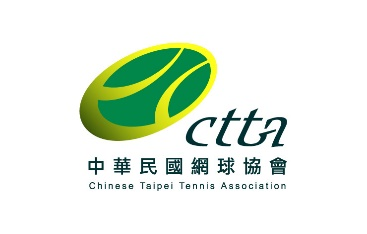 ctta
中華民國網球協會
Chinese Taipei Tennis Association